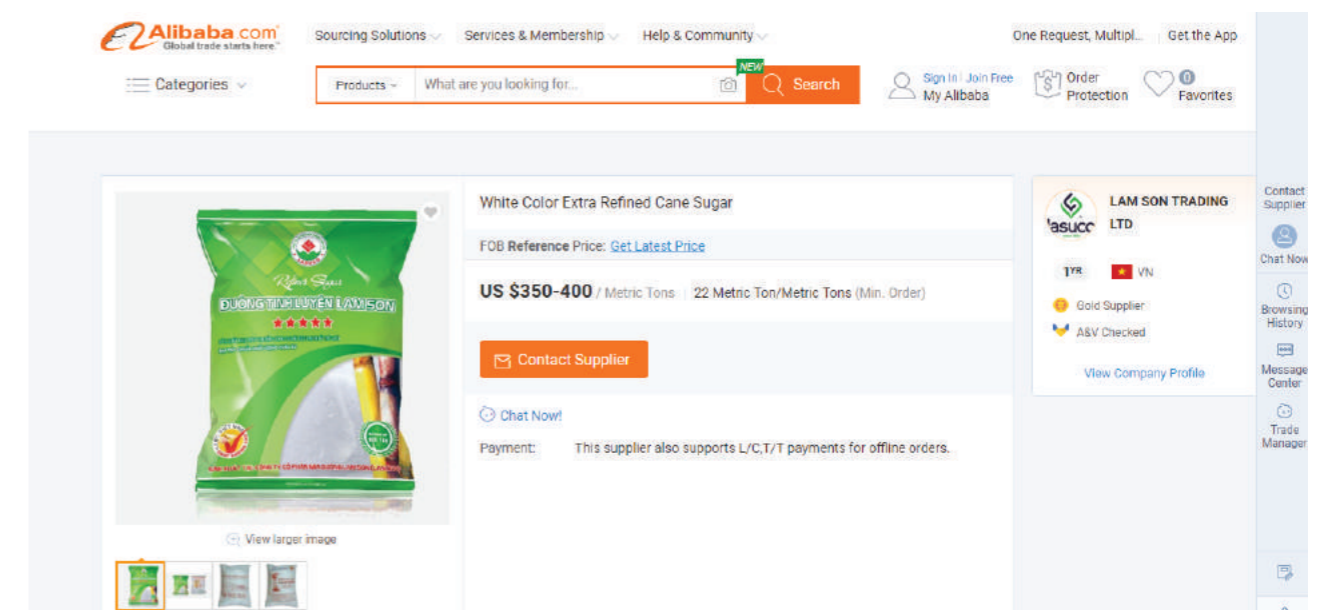 Alibaba.com
Global trade starts here.™
Sourcing Solutions
Services & Membership
Help & Community
One Request, Multipl...
Get the App
Categories
Products
What are you looking for...
NEW
Search
Sign In | Join Free
My Alibaba
Order
Protection
0
Favorites
Refined Sugar
ĐƯỜNG TINH LUYỆN LAM SƠN
View larger image
White Color Extra Refined Cane Sugar
FOB Reference Price: Get Latest Price
US $350-400 / Metric Tons | 22 Metric Ton/Metric Tons (Min. Order)
Contact Supplier
Chat Now!
Payment: This supplier also supports L/C,T/T payments for offline orders.
lasuco
LAM SON TRADING
LTD
1YR
VN
Gold Supplier
A&V Checked
View Company Profile
Contact
Supplier
Chat Now
Browsing
History
Message
Center
Trade
Manager